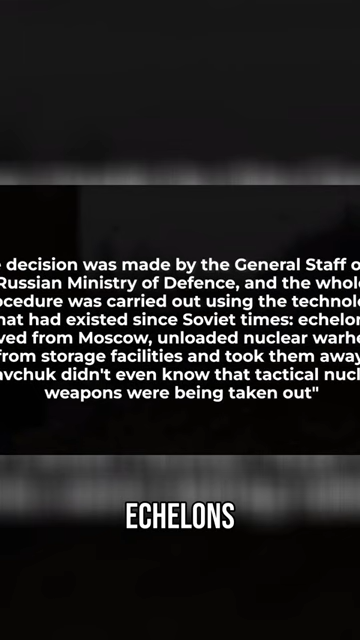 e decision was made by the General Staff o
Russian Ministry of Defence, and the whol
ocedure was carried out using the technolo
hat had existed since Soviet times: echelon
ved from Moscow, unloaded nuclear warhe
from storage facilities and took them away
avchuk didn't even know that tactical nucl
weapons were being taken out"
ECHELONS